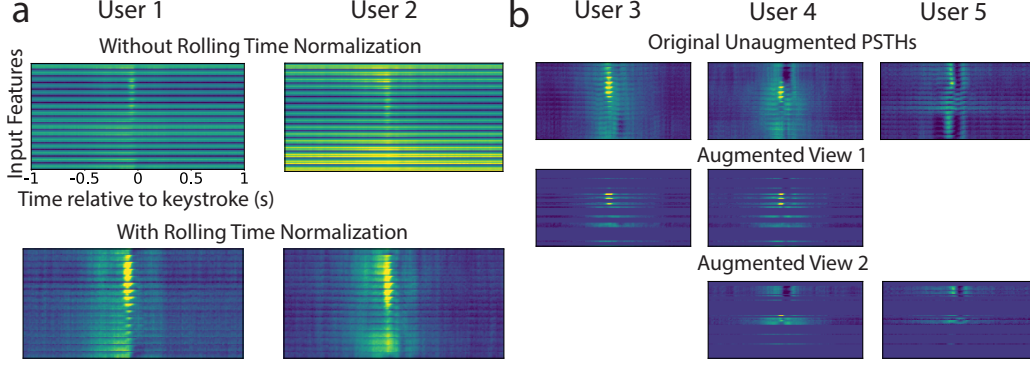 a
User 1
User 2
Without Rolling Time Normalization
Input Features
-1
-0.5
0
0.5
1
Time relative to keystroke (s)
With Rolling Time Normalization
b
User 3
User 4
User 5
Original Unaugmented PSTHs
Augmented View 1
Augmented View 2